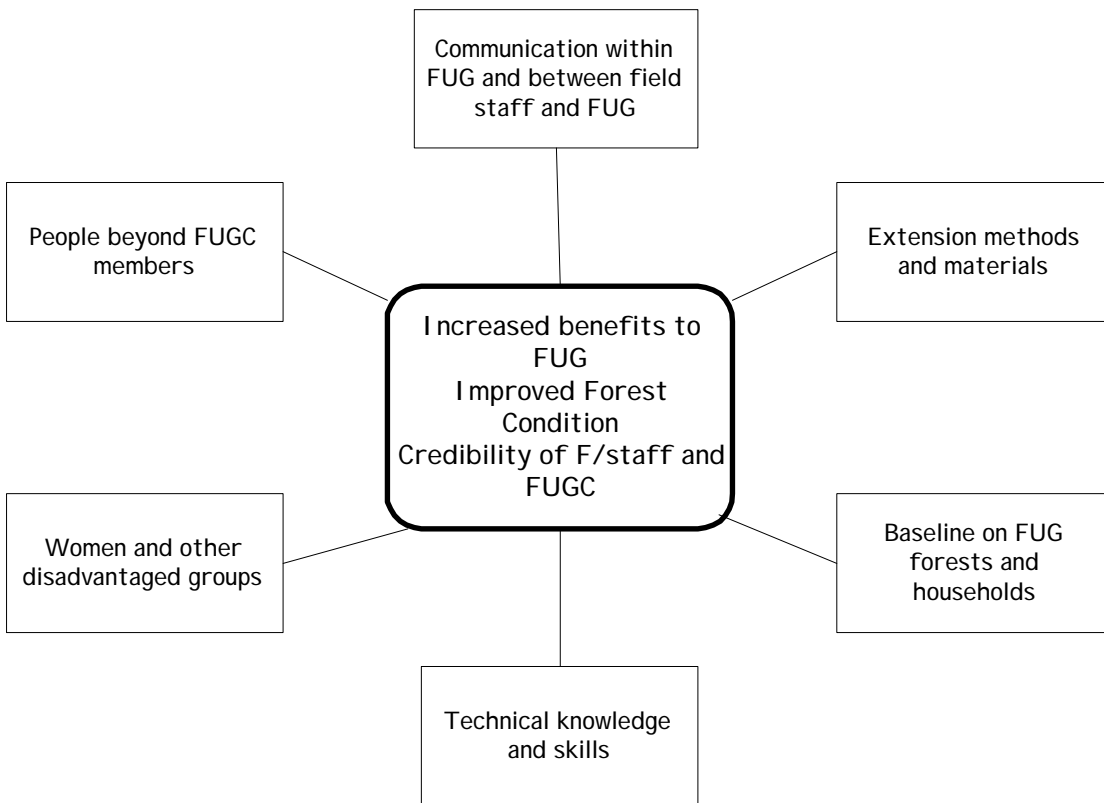 Communication within
FUG and between field
staff and FUG
People beyond FUGC
members
Extension methods
and materials
Increased benefits to
FUG
Improved Forest
Condition
Credibility of F/staff and
FUGC
Women and other
disadvantaged groups
Baseline on FUG
forests and
households
Technical knowledge
and skills